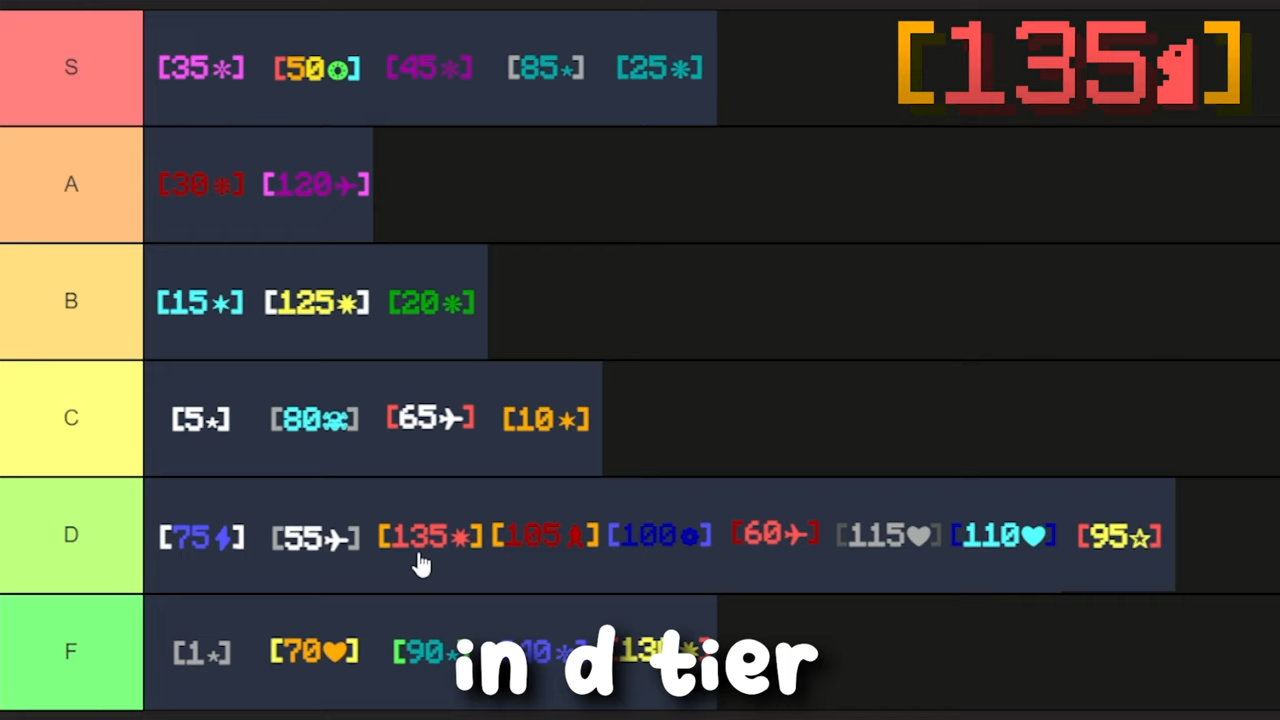 S [35✲] [50❂] [45✲] [85⋆] [25✲] [135]
A [30✲] [120✈]
B [15✶] [125✷] [20✲]
C [5⋆] [80☠] [65✈] [10✶]
D [75⚡] [55✈] [135✷] [105] [100] [60✈] [115♥] [110♥] [95☆]
F [1⋆] [70♥] [90⋆
in d tier